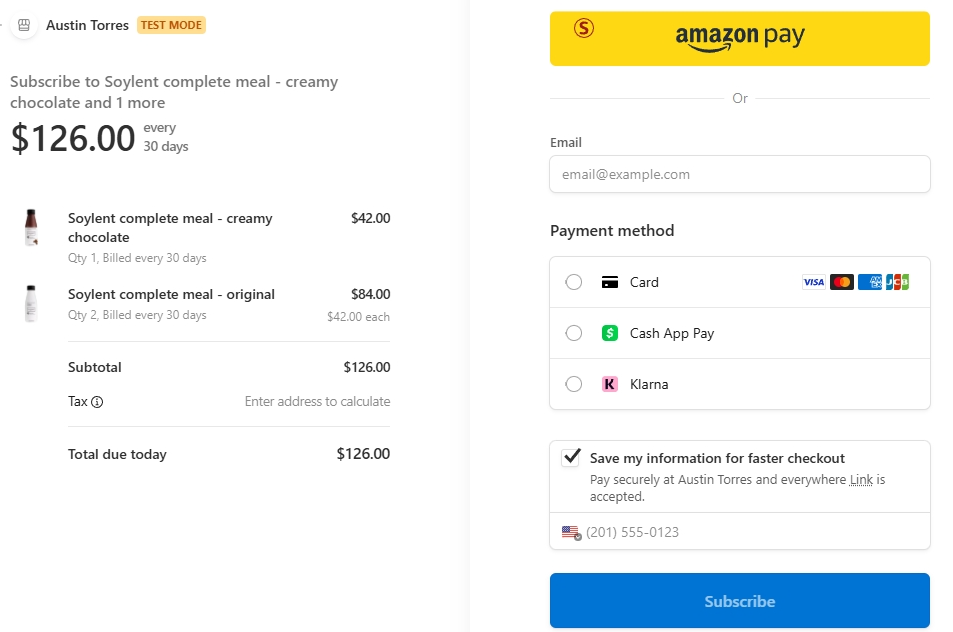 Austin Torres TEST MODE
Subscribe to Soylent complete meal - creamy
chocolate and 1 more
$126.00 every
30 days
Soylent complete meal - creamy $42.00
chocolate
Qty 1, Billed every 30 days
Soylent complete meal - original $84.00
Qty 2, Billed every 30 days $42.00 each
Subtotal $126.00
Tax Enter address to calculate
Total due today $126.00
S amazon pay
Or
Email
email@example.com
Payment method
Card VISA AMEX JCB
Cash App Pay
$
Klarna
K
Save my information for faster checkout
Pay securely at Austin Torres and everywhere Link is
accepted.
(201) 555-0123
Subscribe